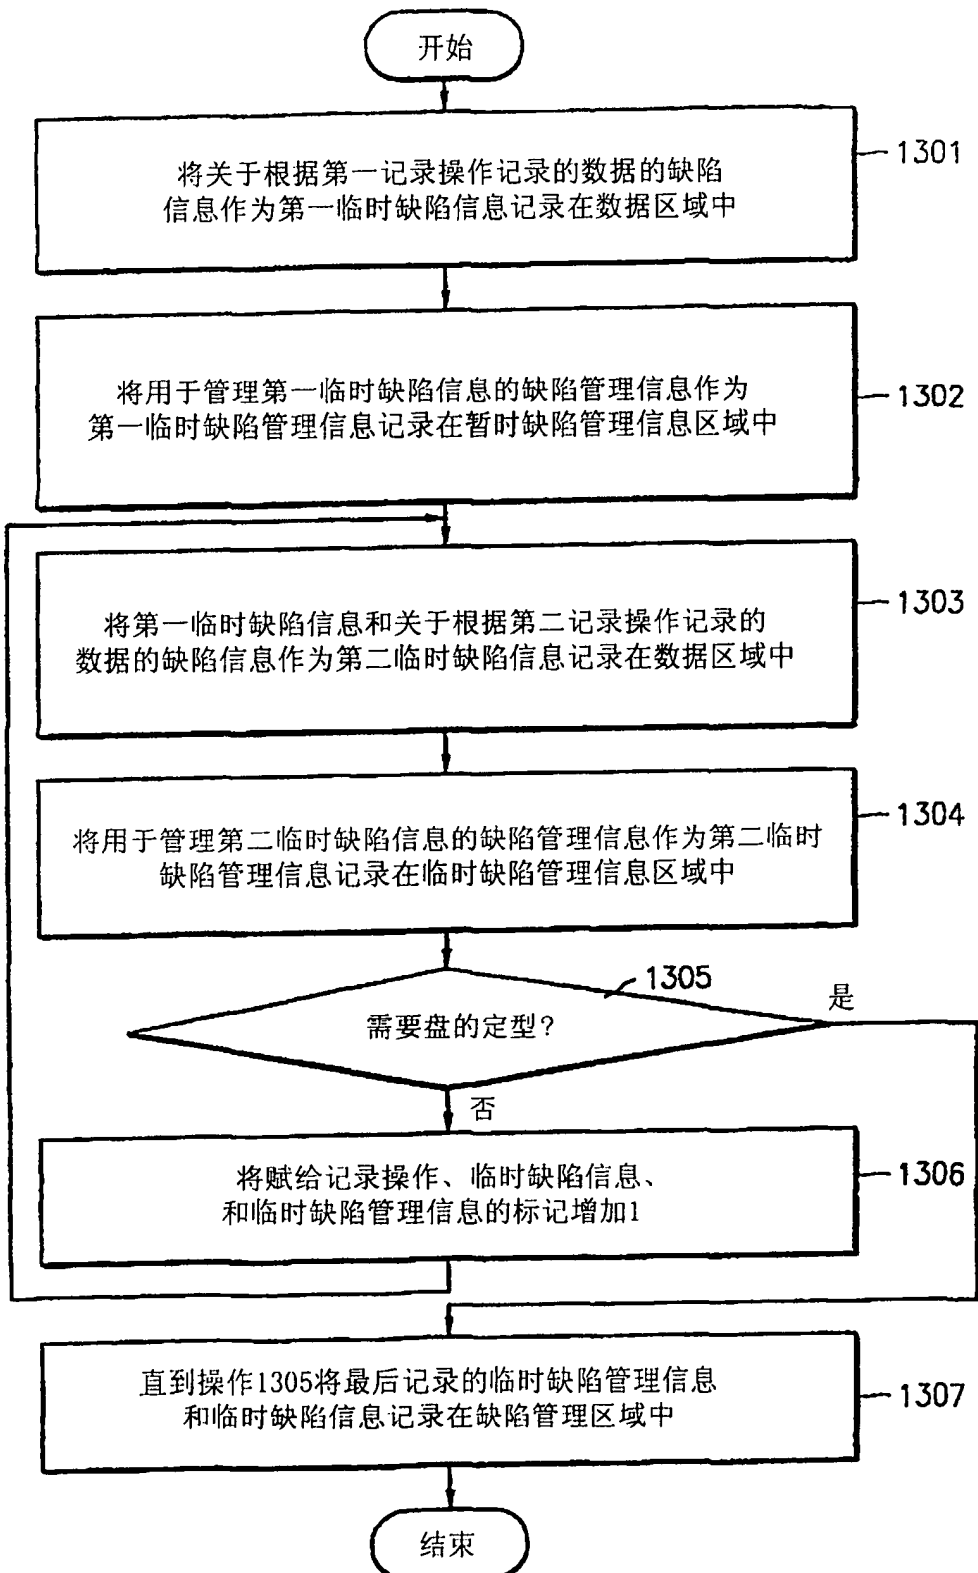 开始
将关于根据第一记录操作记录的数据的缺陷
信息作为第一临时缺陷信息记录在数据区域中
1301
将用于管理第一临时缺陷信息的缺陷管理信息作为
第一临时缺陷管理信息记录在暂时缺陷管理信息区域中
1302
将第一临时缺陷信息和关于根据第二记录操作记录的
数据的缺陷信息作为第二临时缺陷信息记录在数据区域中
1303
将用于管理第二临时缺陷信息的缺陷管理信息作为第二临时
缺陷管理信息记录在临时缺陷管理信息区域中
1304
1305
是
需要盘的定型?
否
将赋给记录操作、临时缺陷信息、
和临时缺陷管理信息的标记增加1
1306
直到操作1305将最后记录的临时缺陷管理信息
和临时缺陷信息记录在缺陷管理区域中
1307
结束